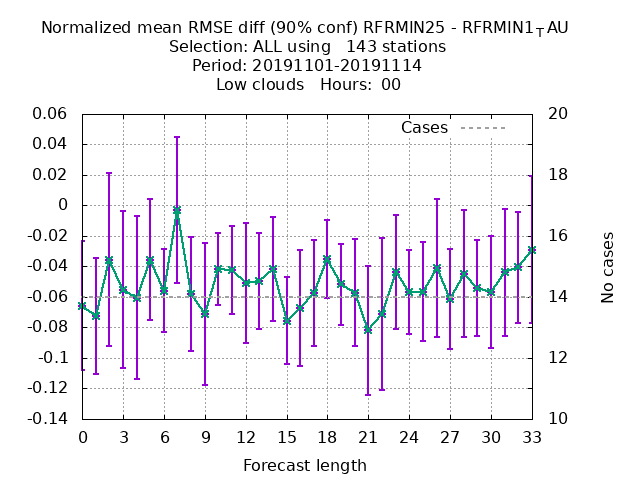 Normalized mean RMSE diff (90% conf) RFRMIN25 - RFRMIN1_TAU
Selection: ALL using   143 stations
Period: 20191101-20191114
Low clouds   Hours:  00
0.06
0.04
0.02
0
-0.02
-0.04
-0.06
-0.08
-0.1
-0.12
-0.14
Cases
20
18
16
14
12
10
No cases
0 3 6 9 12 15 18 21 24 27 30 33
Forecast length